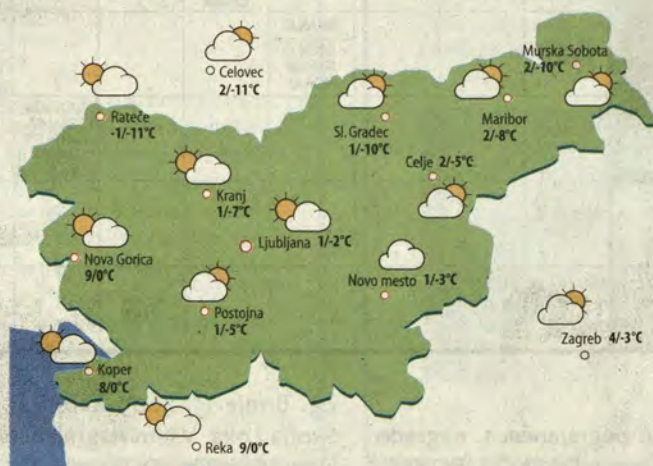 Murska Sobota
2/-10°C
Celovec
2/-11°C
Rateče
-1/-11°C
Sl. Gradec
1/-10°C
Maribor
2/-8°C
Celje 2/-5°C
Kranj
1/-7°C
Ljubljana 1/-2°C
Nova Gorica
9/0°C
Novo mesto 1/-3°C
Postojna
1/-5°C
Zagreb 4/-3°C
Koper
8/0°C
Reka 9/0°C